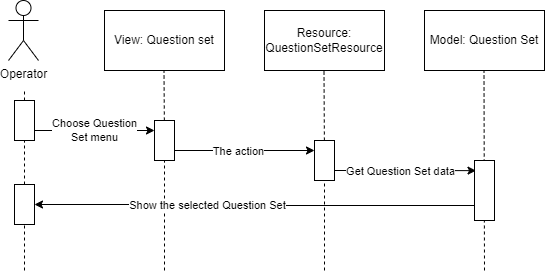 Operator
View: Question set
Resource:
QuestionSetResource
Model: Question Set
Choose Question
Set menu
The action
Get Question Set data
Show the selected Question Set